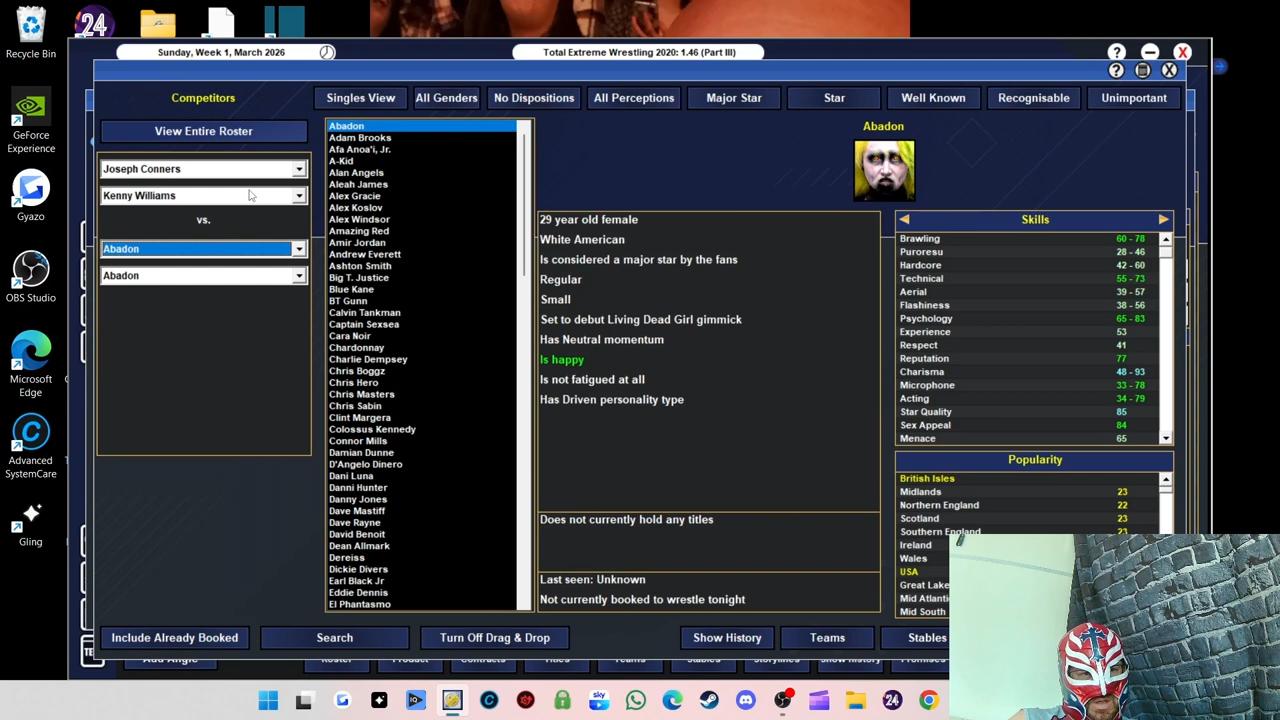 Sunday, Week 1, March 2026
Total Extreme Wrestling 2020: 1.46 (Part III)
Recycle Bin
GeForce
Experience
Gyazo
OBS Studio
Microsoft
Edge
Advanced
SystemCare
Gling
Competitors
Singles View
All Genders
No Dispositions
All Perceptions
Major Star
Star
Well Known
Recognisable
Unimportant
View Entire Roster
Joseph Conners
Kenny Williams
vs.
Abadon
Abadon
Abadon
Adam Brooks
Afa Anoa'i, Jr.
A-Kid
Alan Angels
Aleah James
Alex Gracie
Alex Koslov
Alex Windsor
Amazing Red
Amir Jordan
Andrew Everett
Ashton Smith
Big T. Justice
Blue Kane
BT Gunn
Calvin Tankman
Captain Sexsea
Cara Noir
Chardonnay
Charlie Dempsey
Chris Boggz
Chris Hero
Chris Masters
Chris Sabin
Clint Margera
Colossus Kennedy
Connor Mills
Damian Dunne
D'Angelo Dinero
Dani Luna
Danni Hunter
Danny Jones
Dave Mastiff
Dave Rayne
David Benoit
Dean Allmark
Dereiss
Dickie Divers
Earl Black Jr
Eddie Dennis
El Phantasmo
Abadon
29 year old female
White American
Is considered a major star by the fans
Regular
Small
Set to debut Living Dead Girl gimmick
Has Neutral momentum
Is happy
Is not fatigued at all
Has Driven personality type
Does not currently hold any titles
Last seen: Unknown
Not currently booked to wrestle tonight
Skills
Brawling 60 - 78
Puroresu 28 - 46
Hardcore 42 - 60
Technical 55 - 73
Aerial 39 - 57
Flashiness 38 - 56
Psychology 65 - 83
Experience 53
Respect 41
Reputation 77
Charisma 48 - 93
Microphone 33 - 78
Acting 34 - 79
Star Quality 85
Sex Appeal 84
Menace 65
Popularity
British Isles
Midlands 23
Northern England 22
Scotland 23
Southern England 23
Ireland
Wales
USA
Great Lake
Mid Atlanti
Mid South
Include Already Booked
Search
Turn Off Drag & Drop
Show History
Teams
Stables